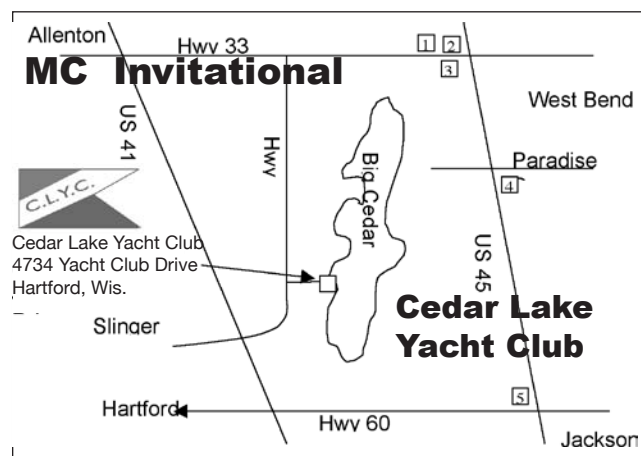 Allenton
Hwy 33
1
2
MC Invitational
3
West Bend
US 41
Hwy
Big Cedar
Paradise
4
C.L.Y.C.
Cedar Lake Yacht Club
4734 Yacht Club Drive
Hartford, Wis.
US 45
Cedar Lake
Yacht Club
Slinger
5
Hartford
Hwy 60
Jackson